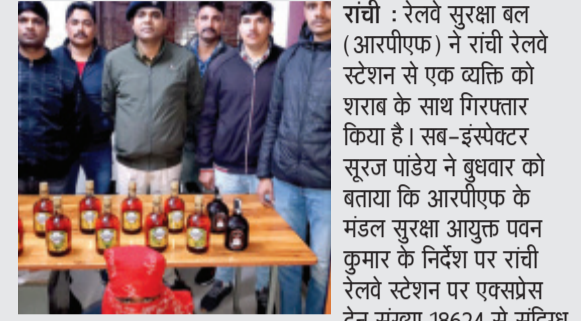 रांची : रेलवे सुरक्षा बल
(आरपीएफ) ने रांची रेलवे
स्टेशन से एक व्यक्ति को
शराब के साथ गिरफ्तार
किया है। सब-इंस्पेक्टर
सूरज पांडेय ने बुधवार को
बताया कि आरपीएफ के
मंडल सुरक्षा आयुक्त पवन
कुमार के निर्देश पर रांची
रेलवे स्टेशन पर एक्सप्रेस
ट्रेन संख्या 18624 से संदिग्ध